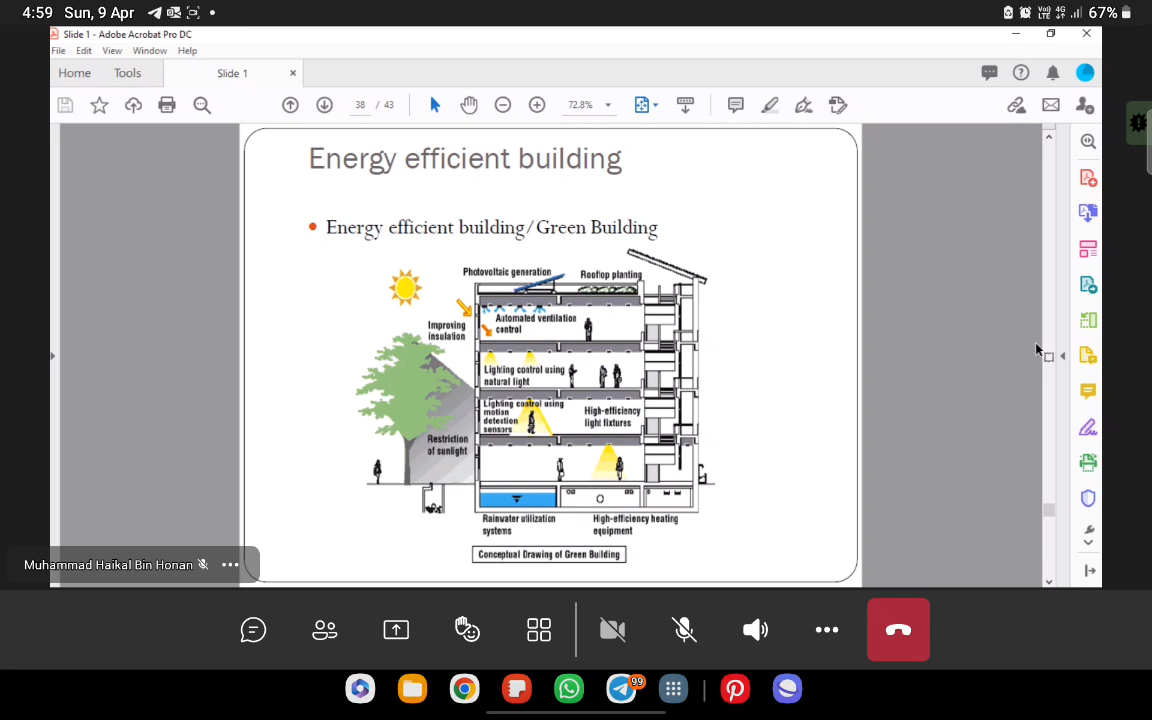 4:59 Sun, 9 Apr
VoI) LTE 4G 67%
Slide 1 - Adobe Acrobat Pro DC
File Edit View Window Help
Home Tools Slide 1
38 / 43 72.8%
Energy efficient building
• Energy efficient building/Green Building
Photovoltaic generation
Rooftop planting
Improving
insulation
Automated ventilation
control
Lighting control using
natural light
Lighting control using
motion
detection
sensors
High-efficiency
light fixtures
Restriction
of sunlight
Rainwater utilization
systems
High-efficiency heating
equipment
Conceptual Drawing of Green Building
Muhammad Haikal Bin Honan
99